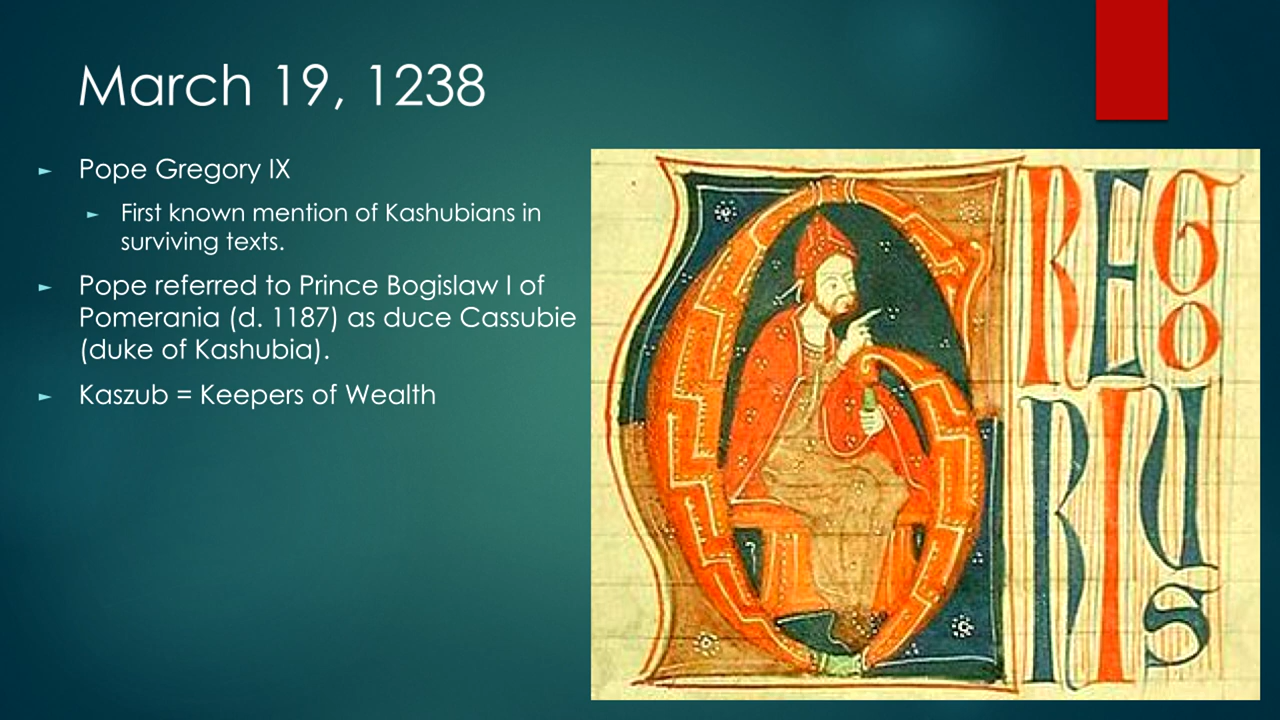 March 19, 1238
► Pope Gregory IX
► First known mention of Kashubians in
surviving texts.
► Pope referred to Prince Bogislaw I of
Pomerania (d. 1187) as duce Cassubie
(duke of Kashubia).
► Kaszub = Keepers of Wealth
GREGO
RIUS